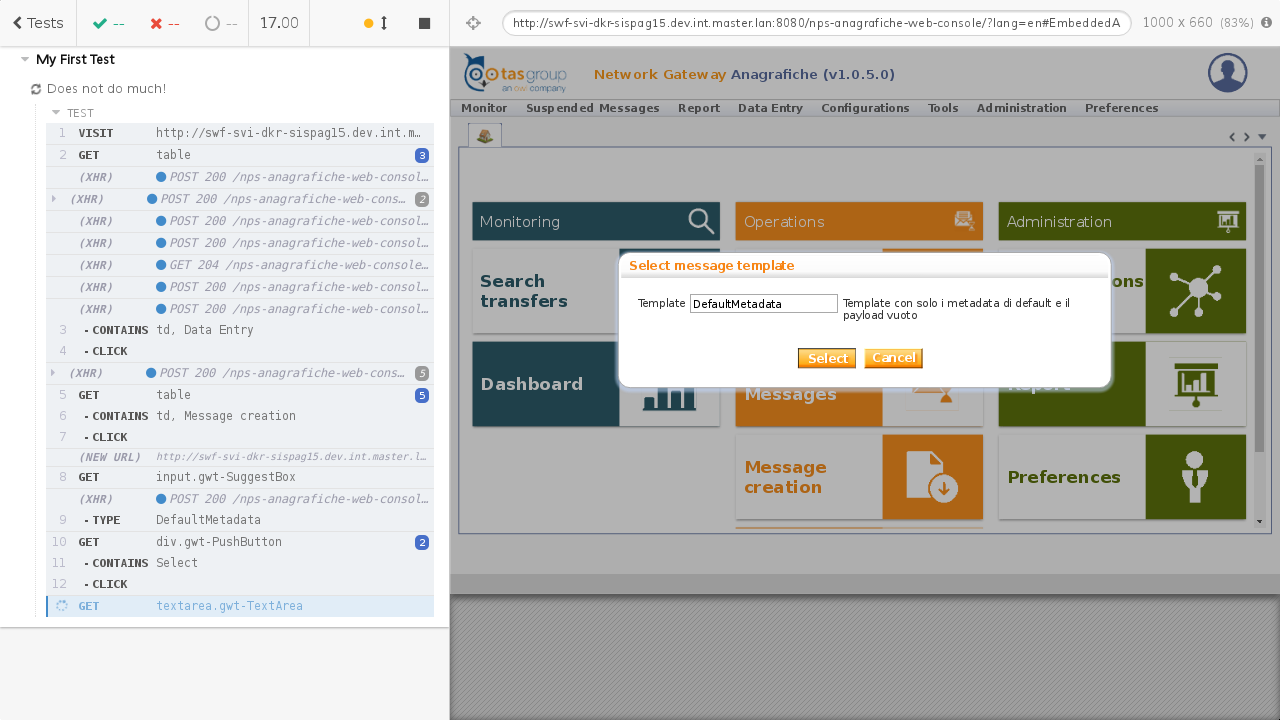 Tests
--
--
--
17.00
http://swf-svi-dkr-sispag15.dev.int.master.lan:8080/nps-anagrafiche-web-console/?lang=en#EmbeddedA
1000 x 660 (83%)
My First Test
Does not do much!
TEST
1 VISIT http://swf-svi-dkr-sispag15.dev.int.m…
2 GET table 3
(XHR) POST 200 /nps-anagrafiche-web-consol…
(XHR) POST 200 /nps-anagrafiche-web-cons… 2
(XHR) POST 200 /nps-anagrafiche-web-consol…
(XHR) POST 200 /nps-anagrafiche-web-consol…
(XHR) GET 204 /nps-anagrafiche-web-console…
(XHR) POST 200 /nps-anagrafiche-web-consol…
(XHR) POST 200 /nps-anagrafiche-web-consol…
3 - CONTAINS td, Data Entry
4 - CLICK
(XHR) POST 200 /nps-anagrafiche-web-cons… 5
5 GET table 5
6 - CONTAINS td, Message creation
7 - CLICK
(NEW URL) http://swf-svi-dkr-sispag15.dev.int.master.l…
8 GET input.gwt-SuggestBox
(XHR) POST 200 /nps-anagrafiche-web-consol…
9 - TYPE DefaultMetadata
10 GET div.gwt-PushButton 2
11 - CONTAINS Select
12 - CLICK
GET textarea.gwt-TextArea
tasgroup
an owl company
Network Gateway Anagrafiche (v1.0.5.0)
Monitor Suspended Messages Report Data Entry Configurations Tools Administration Preferences
Monitoring
Operations
Administration
Search
transfers
ons
Select message template
Template DefaultMetadata Template con solo i metadata di default e il
payload vuoto
Select Cancel
Dashboard
Messages
Report
Message
creation
Preferences